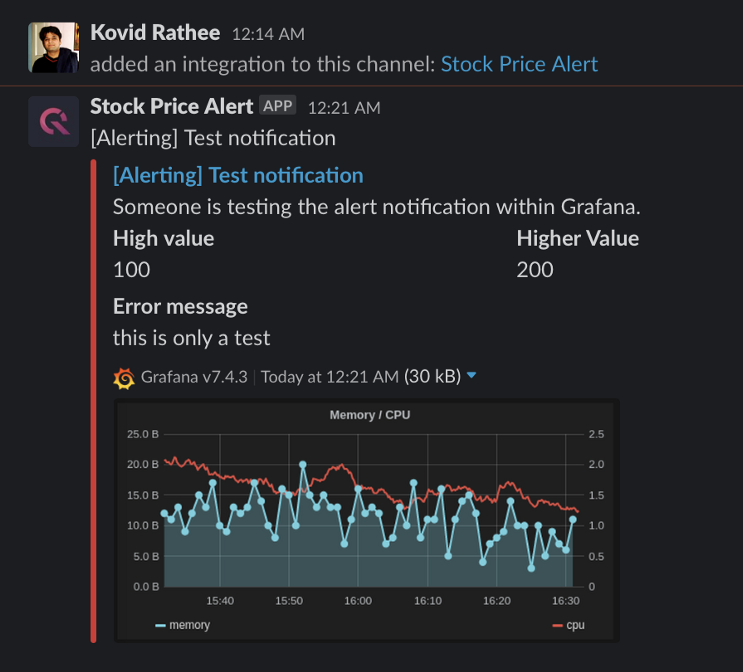 Kovid Rathee 12:14 AM
added an integration to this channel: Stock Price Alert
Stock Price Alert APP 12:21 AM
[Alerting] Test notification
[Alerting] Test notification
Someone is testing the alert notification within Grafana.
High value Higher Value
100 200
Error message
this is only a test
Grafana v7.4.3 | Today at 12:21 AM (30 kB)
Memory / CPU
25.0 B 2.5
20.0 B 2.0
15.0 B 1.5
10.0 B 1.0
5.0 B 0.5
0.0 B 0
15:40 15:50 16:00 16:10 16:20 16:30
memory cpu